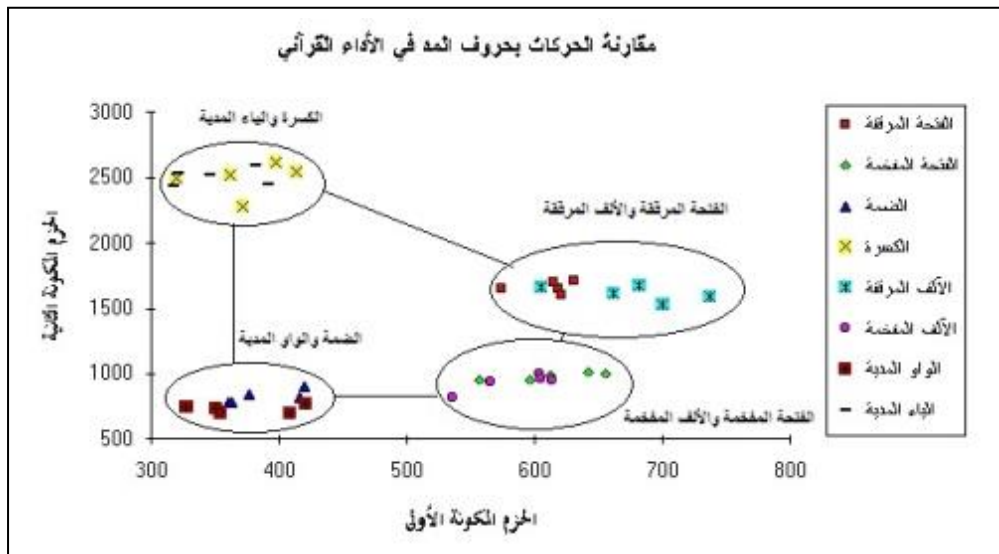 مقارنة الحركات بحروف المد في الأداء القرآني
3000
2500
2000
1500
1000
500
300
400
500
600
700
800
الحزم المكونة الثانية
الحزم المكونة الأولى
الكسرة والياء المدية
الفتحة المرققة والألف المرققة
الضمة والواو المدية
الفتحة المفخمة والألف المفخمة
الفتحة المرققة
الفتحة المفخمة
الضمة
الكسرة
الألف المرققة
الألف المفخمة
الواو المدية
الياء المدية